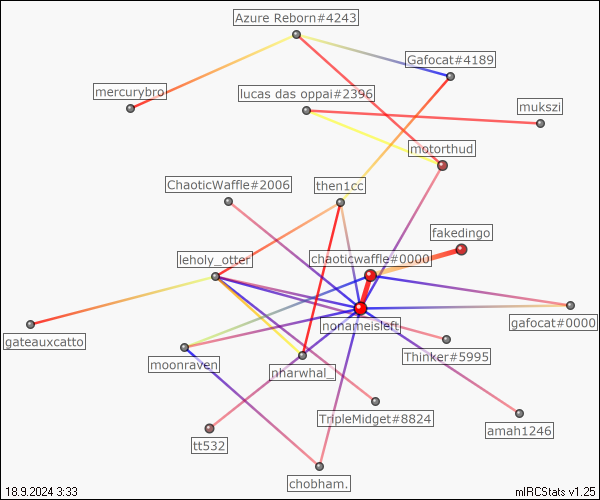 Azure Reborn#4243
Gafocat#4189
mercurybro
lucas das oppai#2396
mukszi
motorthud
ChaoticWaffle#2006
then1cc
fakedingo
leholy_otter
chaoticwaffle#0000
gateauxcatto
nonameisleft
gafocat#0000
moonraven
nharwhal_
Thinker#5995
TripleMidget#8824
amah1246
tt532
chobham.
18.9.2024 3:33
mIRCStats v1.25